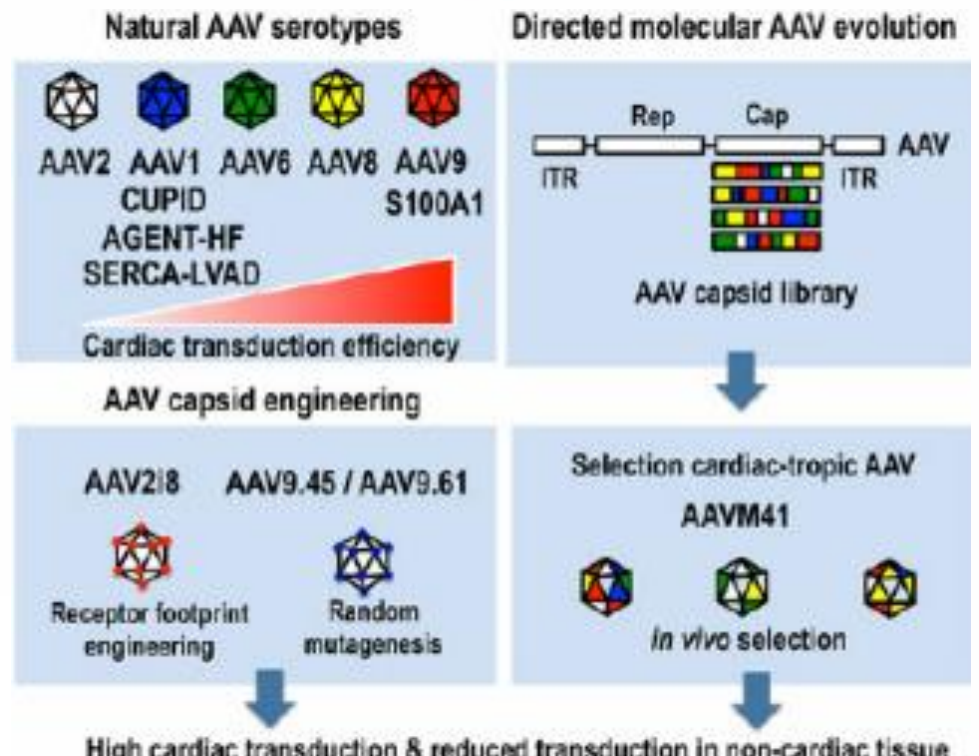 Natural AAV serotypes
AAV2 AAV1 AAV6 AAV8 AAV9
CUPID S100A1
AGENT-HF
SERCA-LVAD
Cardiac transduction efficiency
Directed molecular AAV evolution
Rep Cap
AAV
ITR ITR
AAV capsid library
AAV capsid engineering
AAV2i8 AAV9.45 / AAV9.61
Receptor footprint
engineering
Random
mutagenesis
Selection cardiac-tropic AAV
AAVM41
In vivo selection
High cardiac transduction & reduced transduction in non-cardiac tissue